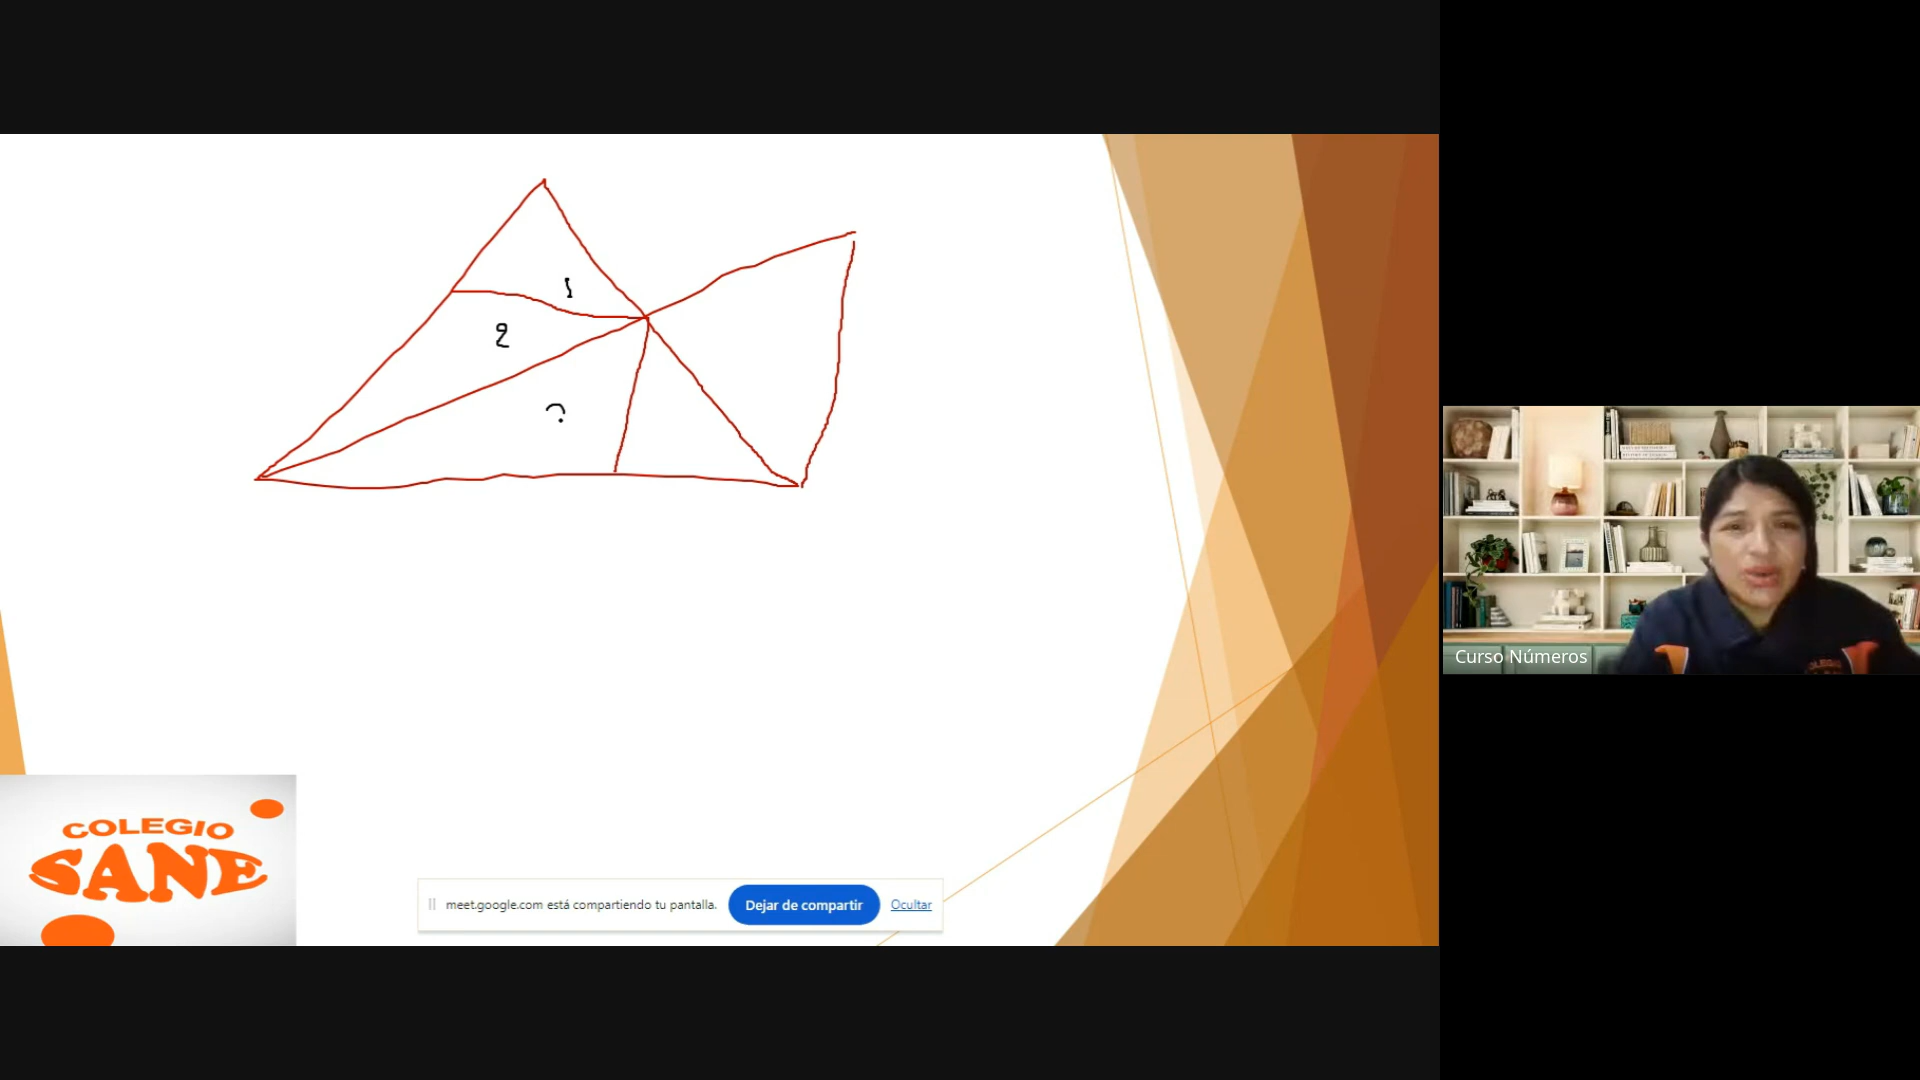 1
2
?
COLEGIO
SANE
meet.google.com está compartiendo tu pantalla.
Dejar de compartir
Ocultar
Curso Números